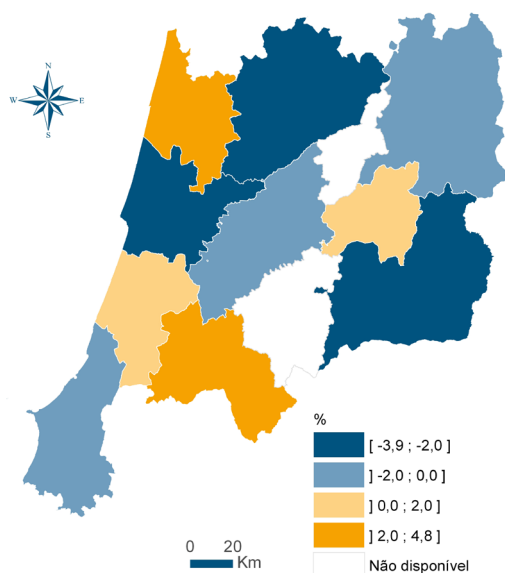 N
W E
S
%
[ -3,9 ; -2,0 ]
] -2,0 ; 0,0 ]
] 0,0 ; 2,0 ]
] 2,0 ; 4,8 ]
Não disponível
0 20
Km